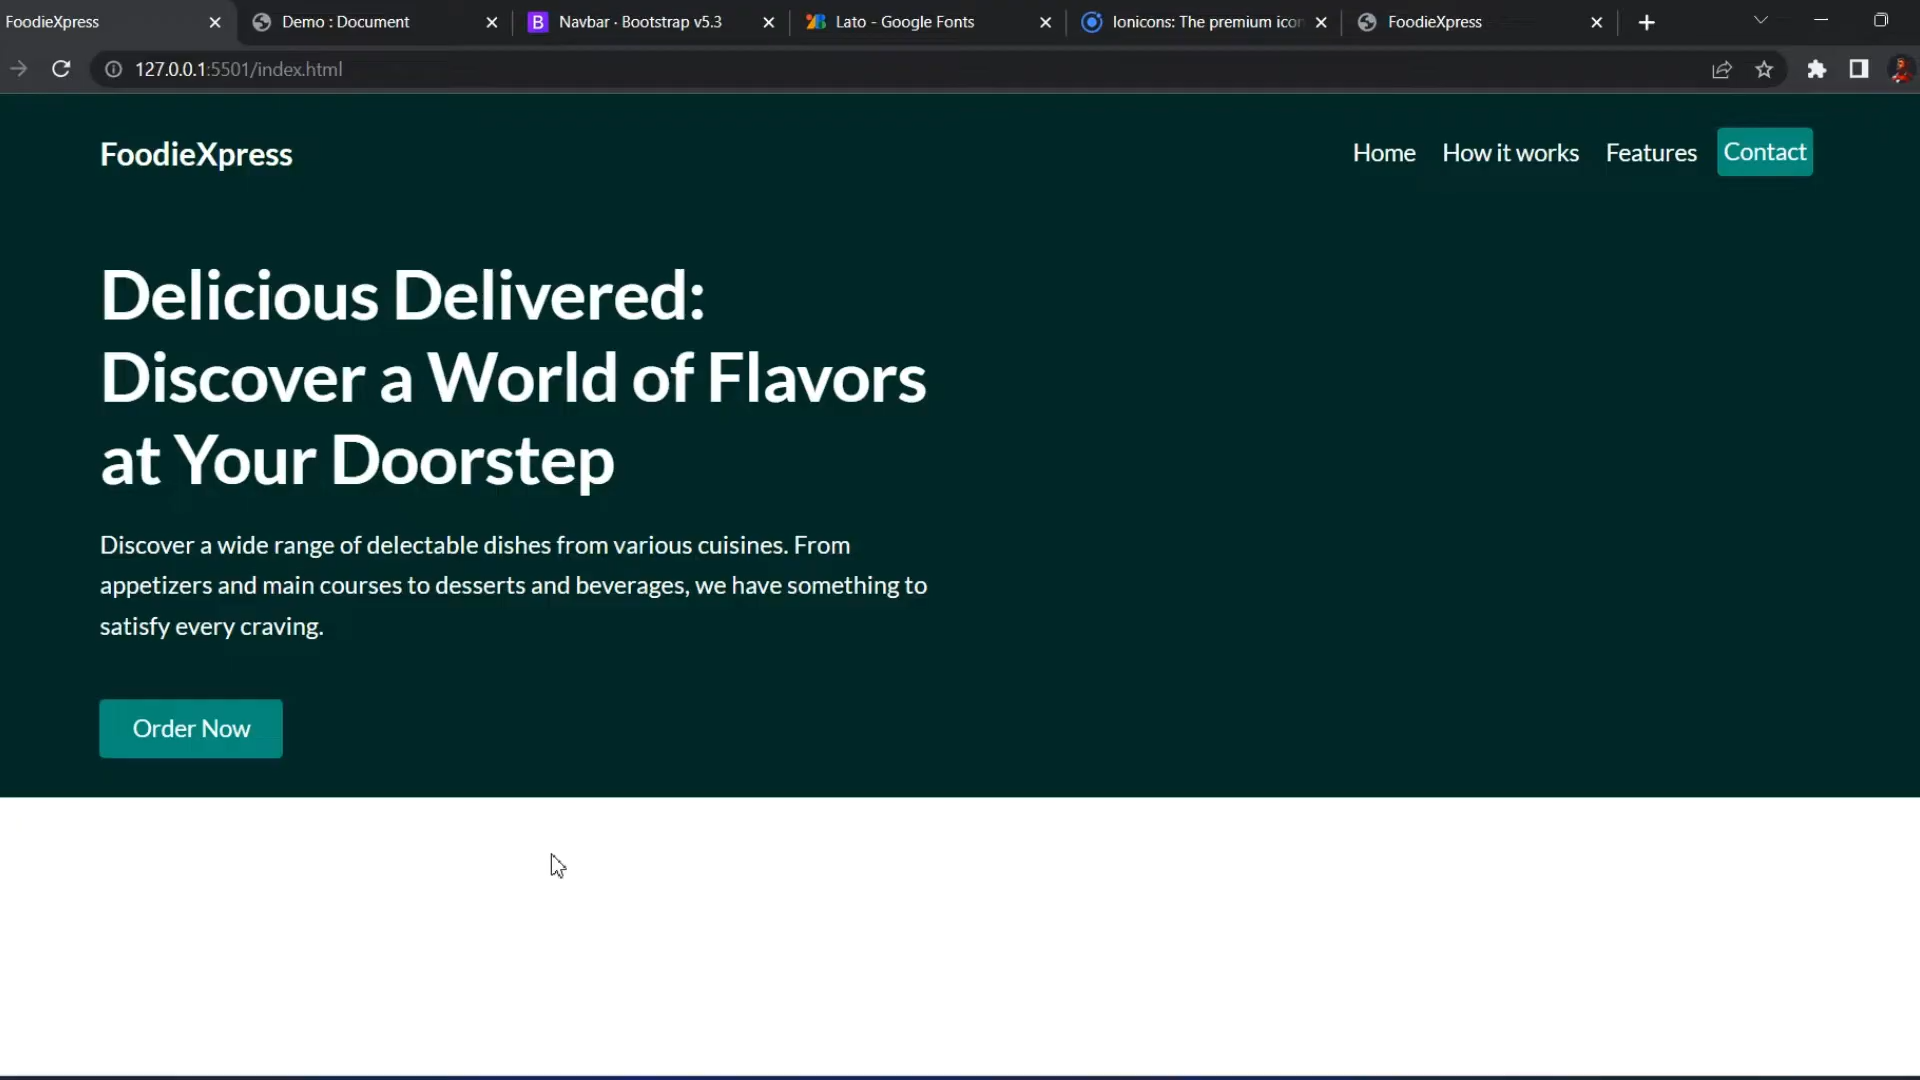 FoodieXpress
Demo : Document
Navbar · Bootstrap v5.3
Lato - Google Fonts
Ionicons: The premium icon
FoodieXpress
127.0.0.1:5501/index.html
FoodieXpress
Home
How it works
Features
Contact
Delicious Delivered:
Discover a World of Flavors
at Your Doorstep
Discover a wide range of delectable dishes from various cuisines. From
appetizers and main courses to desserts and beverages, we have something to
satisfy every craving.
Order Now